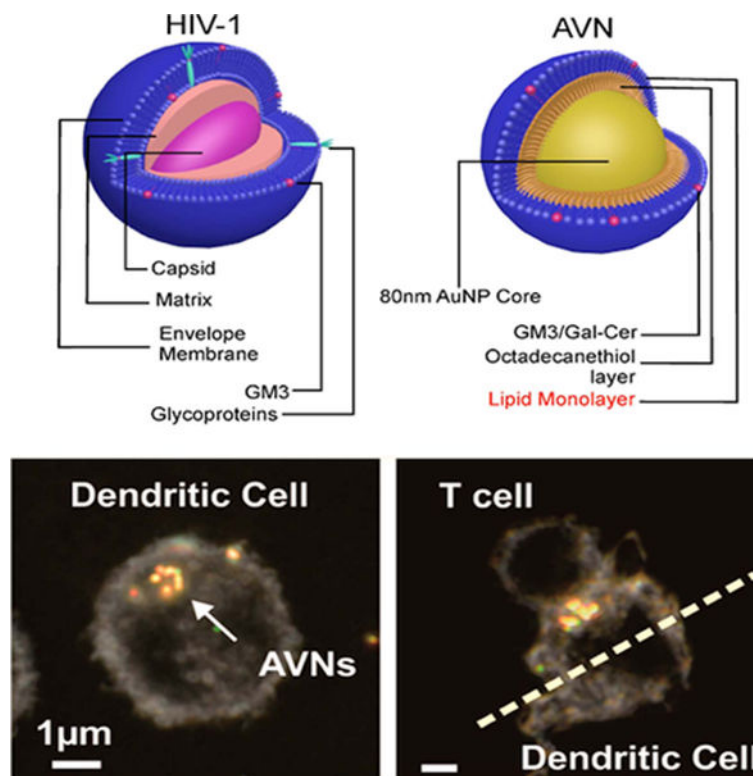 HIV-1
Capsid
Matrix
Envelope
Membrane
GM3
Glycoproteins
AVN
80nm AuNP Core
GM3/Gal-Cer
Octadecanethiol
layer
Lipid Monolayer
Dendritic Cell
AVNs
1µm
T cell
Dendritic Cell